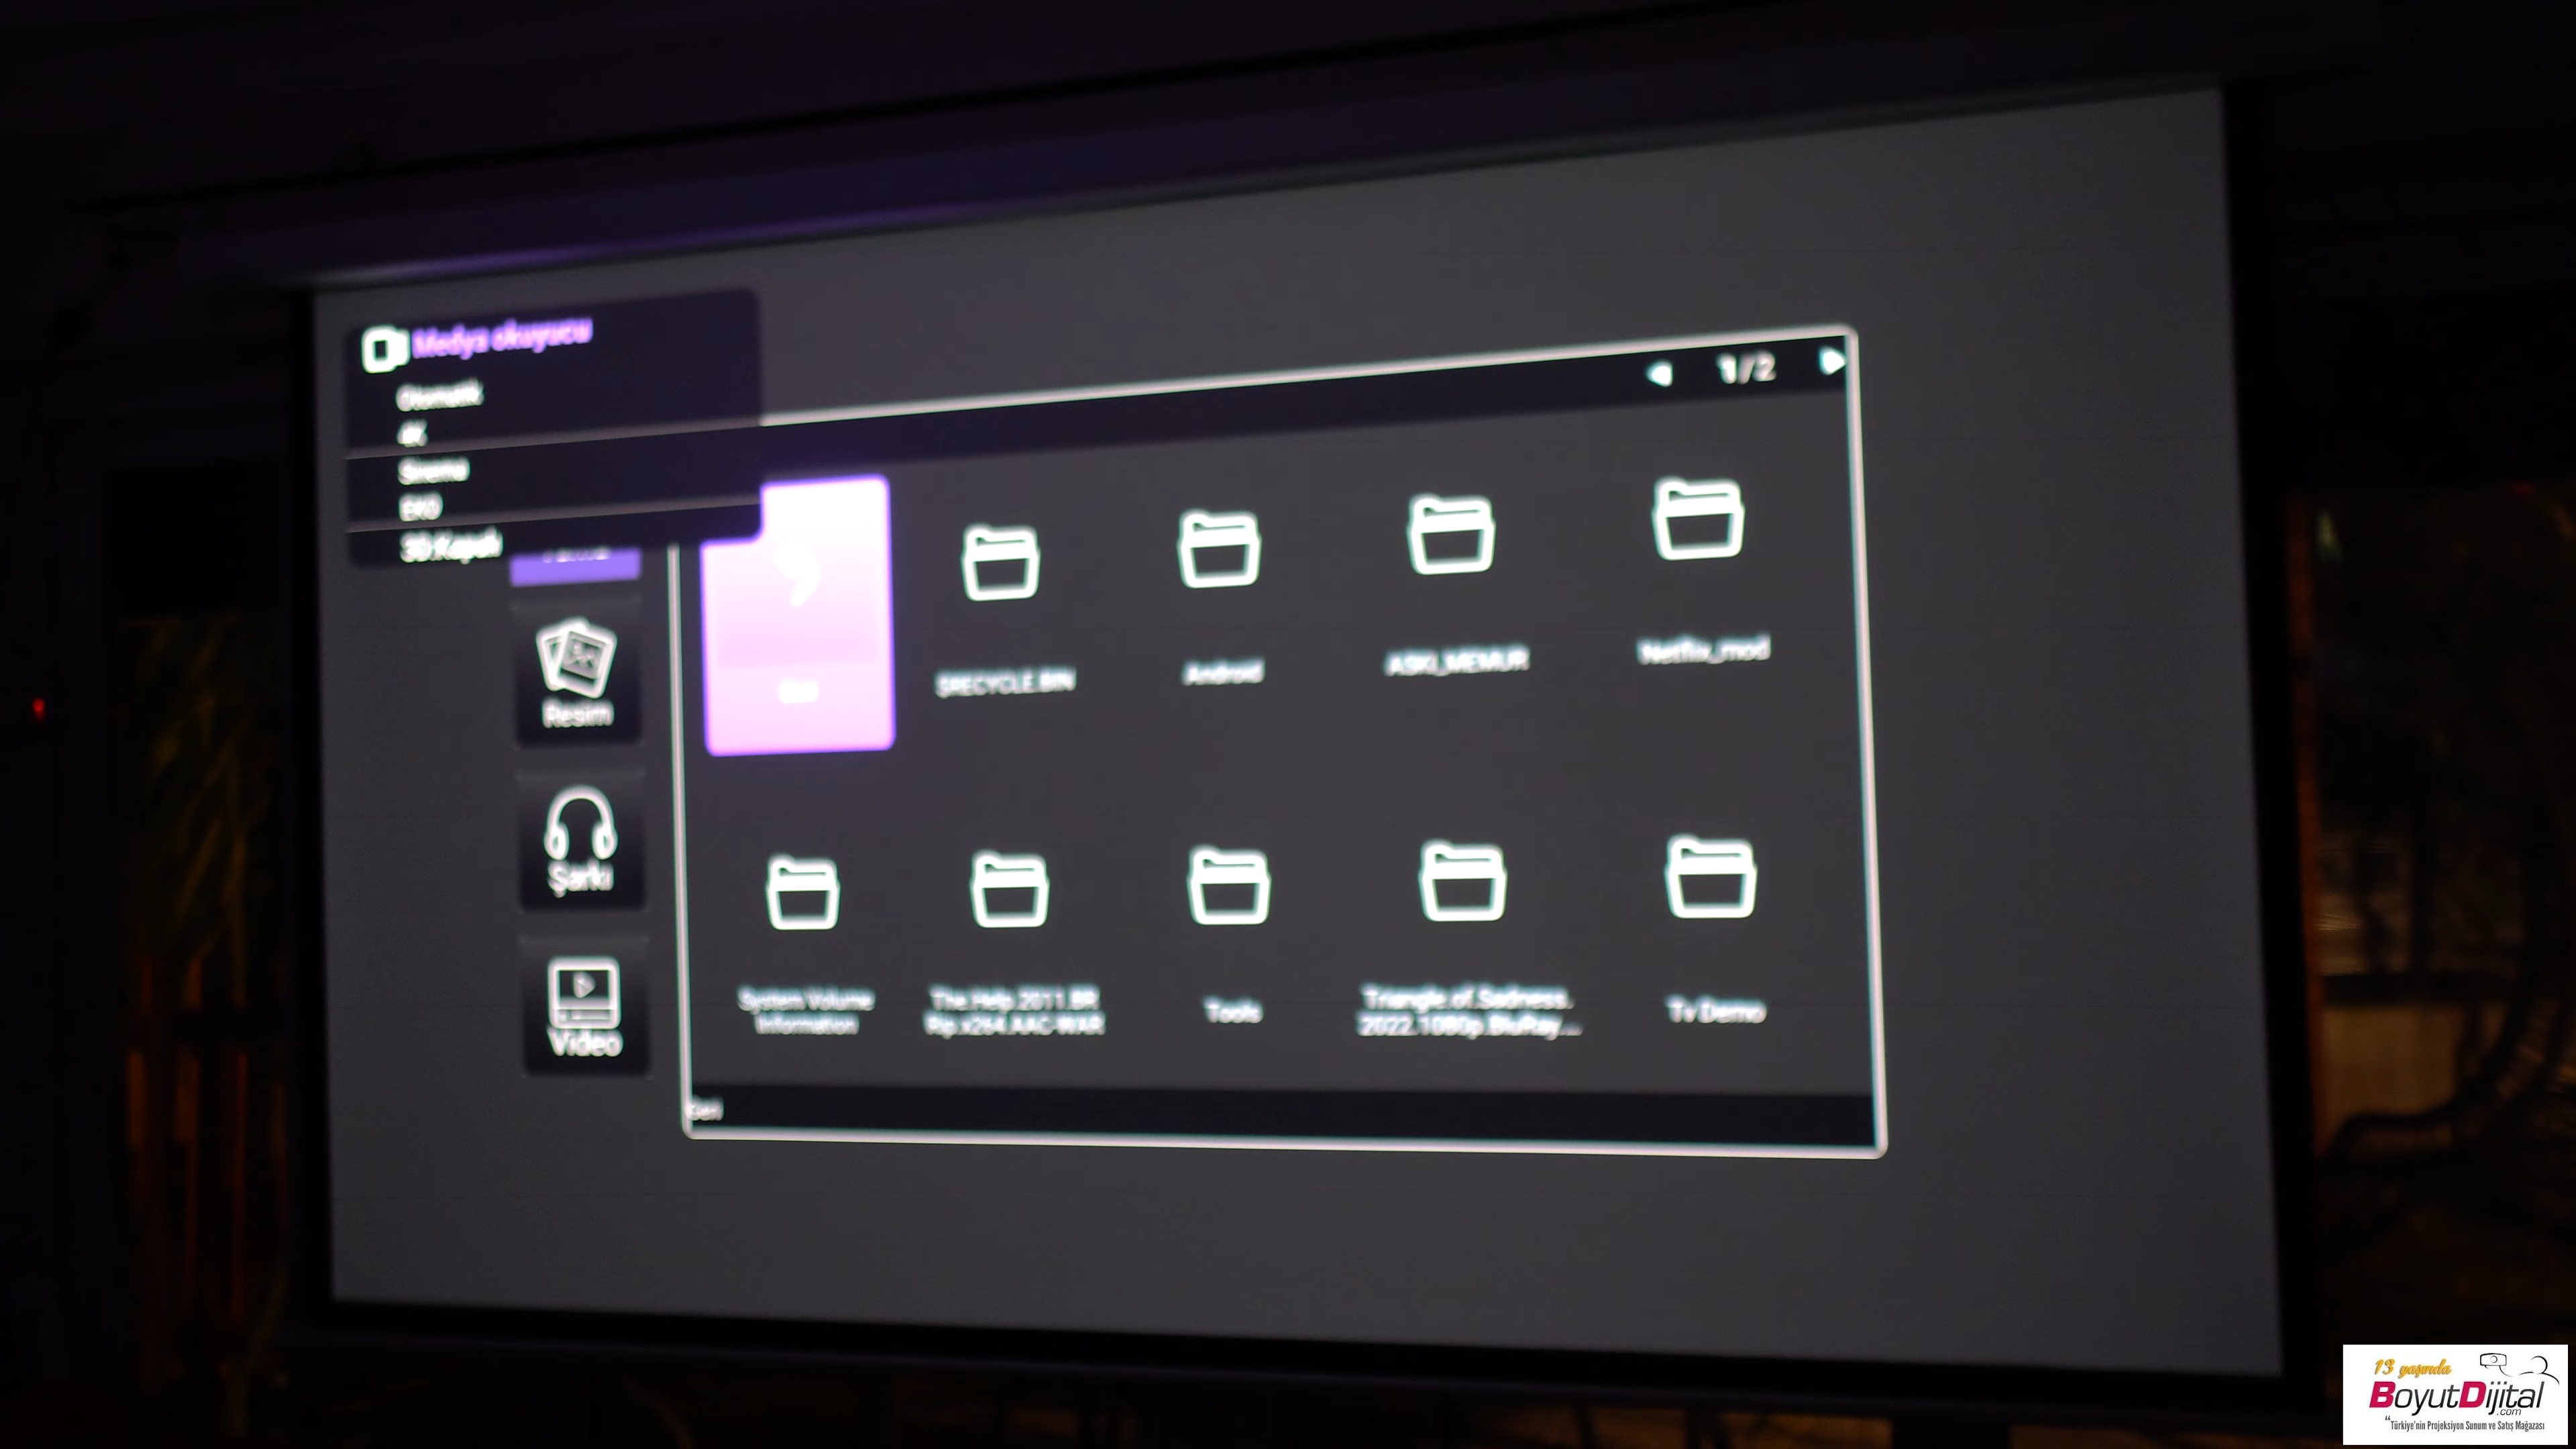 Medya okuyucu
Otomatik
4K
Sinema
EKO
3D:Kapalı
1/2
Geri
$RECYCLE.BIN
Android
ASKI_MEMUR
Netflix_mod
Resim
Şarkı
Video
System Volume
Information
The.Help.2011.BR
Rip.x264.AAC-WAR
Tools
Triangle.of.Sadness.
2022.1080p.BluRay...
Tv Demo
Geri
13 yaşında
BoyutDijital
.com
"Türkiye'nin Projeksiyon Sunum ve Satış Mağazası